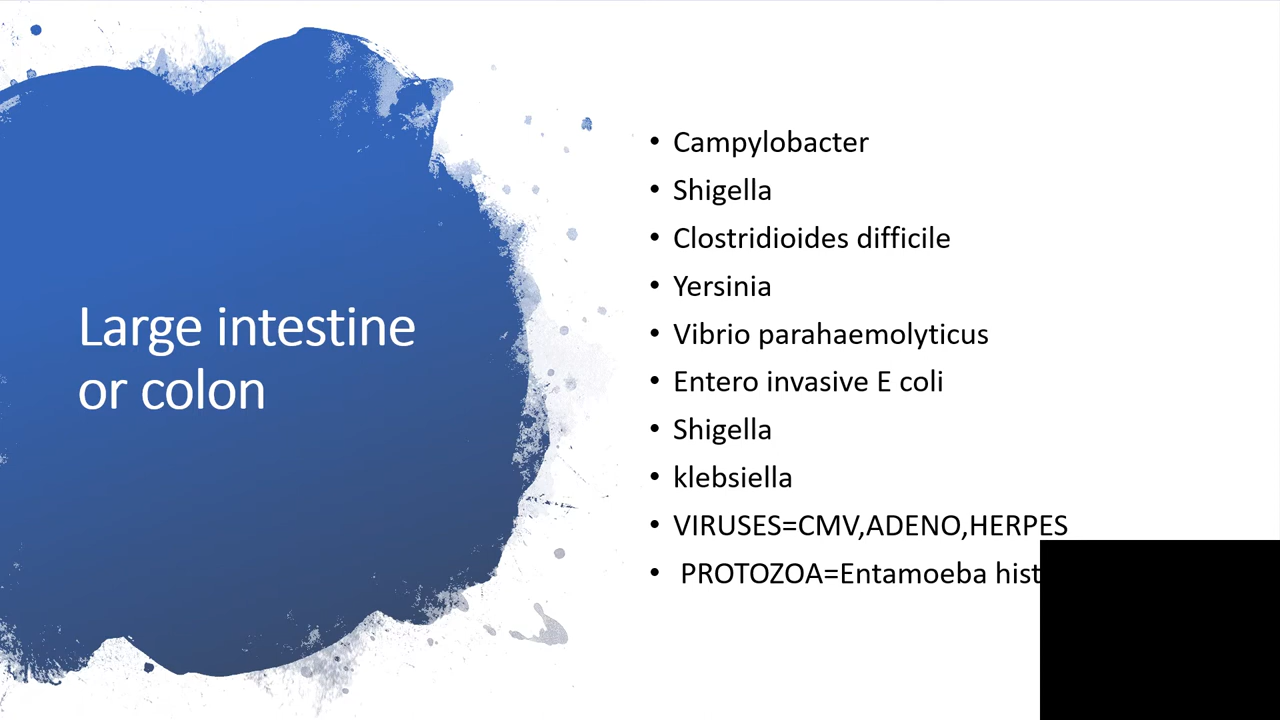 Large intestine
or colon
• Campylobacter
• Shigella
• Clostridioides difficile
• Yersinia
• Vibrio parahaemolyticus
• Entero invasive E coli
• Shigella
• klebsiella
• VIRUSES=CMV,ADENO,HERPES
• PROTOZOA=Entamoeba hist